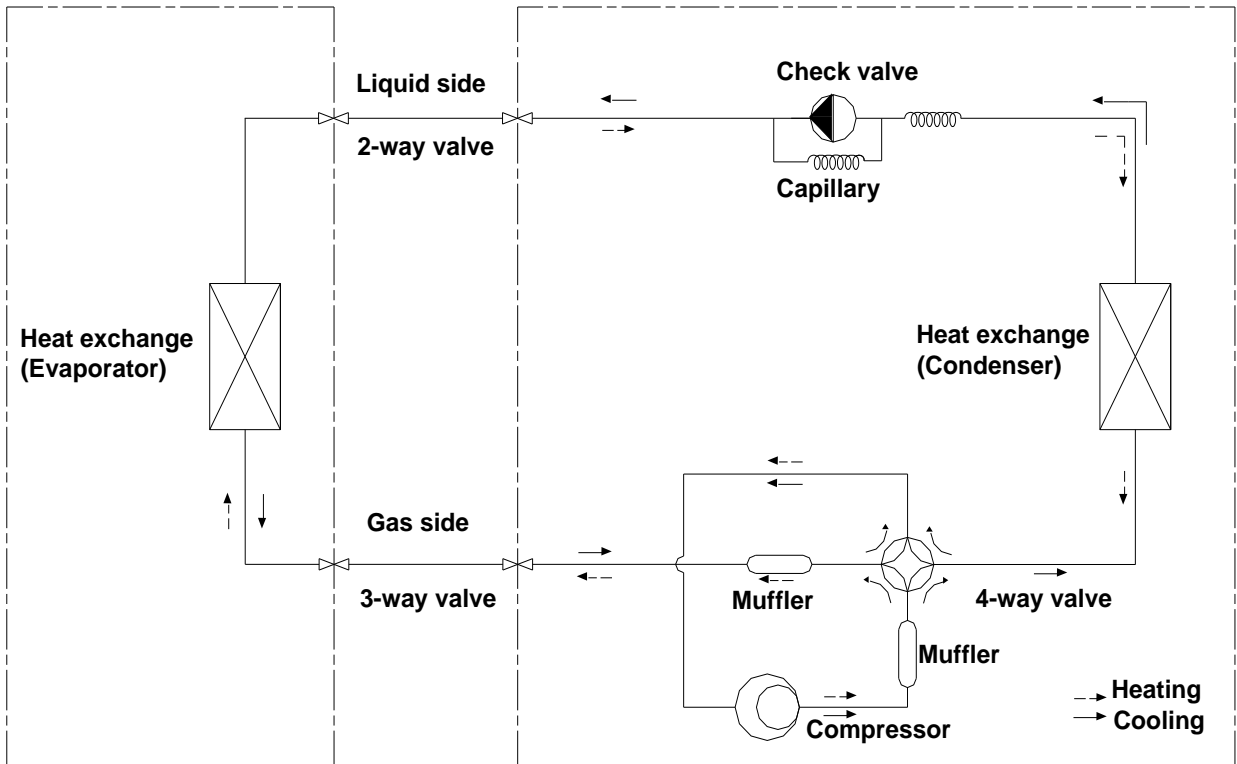 Check valve
Liquid side
2-way valve
Capillary
Heat exchange
(Evaporator)
Heat exchange
(Condenser)
Gas side
3-way valve
Muffler
4-way valve
Muffler
Compressor
Heating
Cooling